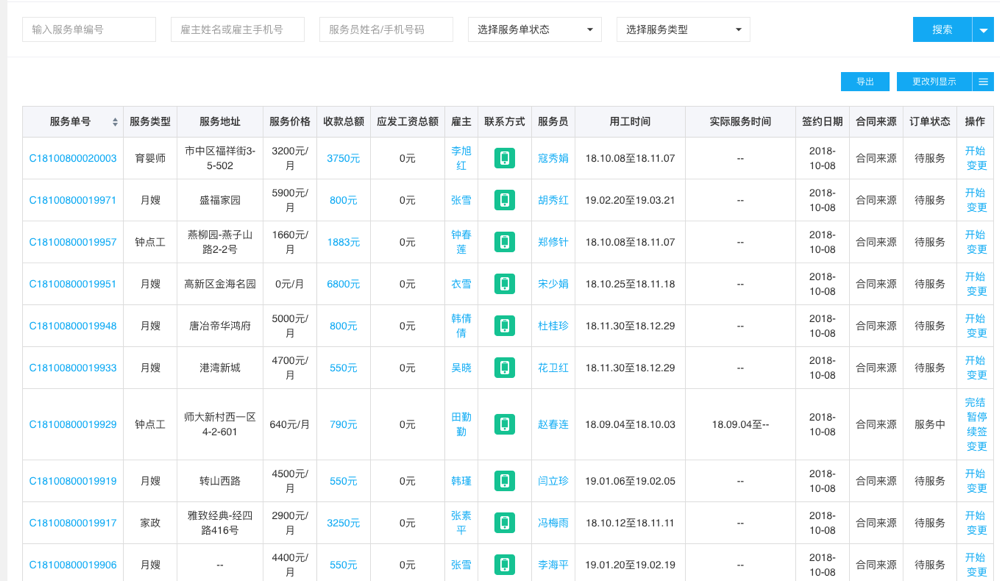 输入服务单编号
雇主姓名或雇主手机号
服务员姓名/手机号码
选择服务单状态
选择服务类型
搜索
导出
更改列显示
服务单号 服务类型 服务地址 服务价格 收款总额 应发工资总额 雇主 联系方式 服务员 用工时间 实际服务时间 签约日期 合同来源 订单状态 操作
C18100800020003 育婴师 市中区福祥街3-5-502 3200元/月 3750元 0元 李旭红 寇秀娟 18.10.08至18.11.07 -- 2018-10-08 合同来源 待服务 开始 变更
C18100800019971 月嫂 盛福家园 5900元/月 800元 0元 张雪 胡秀红 19.02.20至19.03.21 -- 2018-10-08 合同来源 待服务 开始 变更
C18100800019957 钟点工 燕柳园-燕子山路2-2号 1660元/月 1883元 0元 钟春莲 郑修针 18.10.08至18.11.07 -- 2018-10-08 合同来源 待服务 开始 变更
C18100800019951 月嫂 高新区金海名园 0元/月 6800元 0元 衣雪 宋少娟 18.10.25至18.11.18 -- 2018-10-08 合同来源 待服务 开始 变更
C18100800019948 月嫂 唐冶帝华鸿府 5000元/月 800元 0元 韩倩倩 杜桂珍 18.11.30至18.12.29 -- 2018-10-08 合同来源 待服务 开始 变更
C18100800019933 月嫂 港湾新城 4700元/月 550元 0元 吴晓 花卫红 18.11.30至18.12.29 -- 2018-10-08 合同来源 待服务 开始 变更
C18100800019929 钟点工 师大新村西一区4-2-601 640元/月 790元 0元 田勤勤 赵春连 18.09.04至18.10.03 18.09.04至-- 2018-10-08 合同来源 服务中 完结 暂停 续签 变更
C18100800019919 月嫂 转山西路 4500元/月 550元 0元 韩瑾 闫立珍 19.01.06至19.02.05 -- 2018-10-08 合同来源 待服务 开始 变更
C18100800019917 家政 雅致经典-经四路416号 2900元/月 3250元 0元 张素平 冯梅雨 18.10.12至18.11.11 -- 2018-10-08 合同来源 待服务 开始 变更
C18100800019906 月嫂 -- 4400元/月 550元 0元 张雪 李海平 19.01.20至19.02.19 -- 2018-10-08 合同来源 待服务 开始 变更